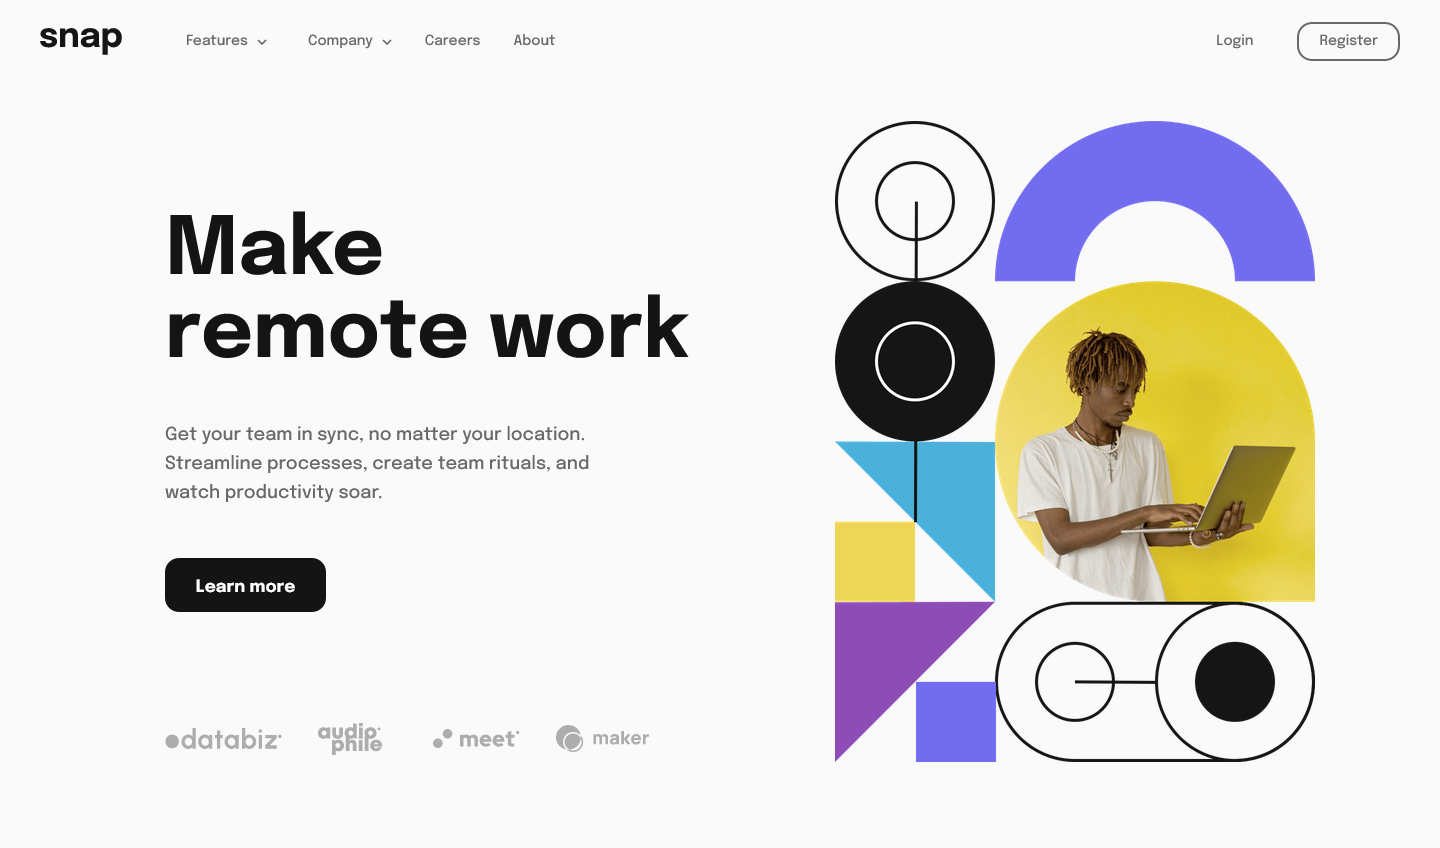 snap
Features
Company
Careers
About
Login
Register
Make
remote work
Get your team in sync, no matter your location.
Streamline processes, create team rituals, and
watch productivity soar.
Learn more
databiz
audio
phile
meet
maker